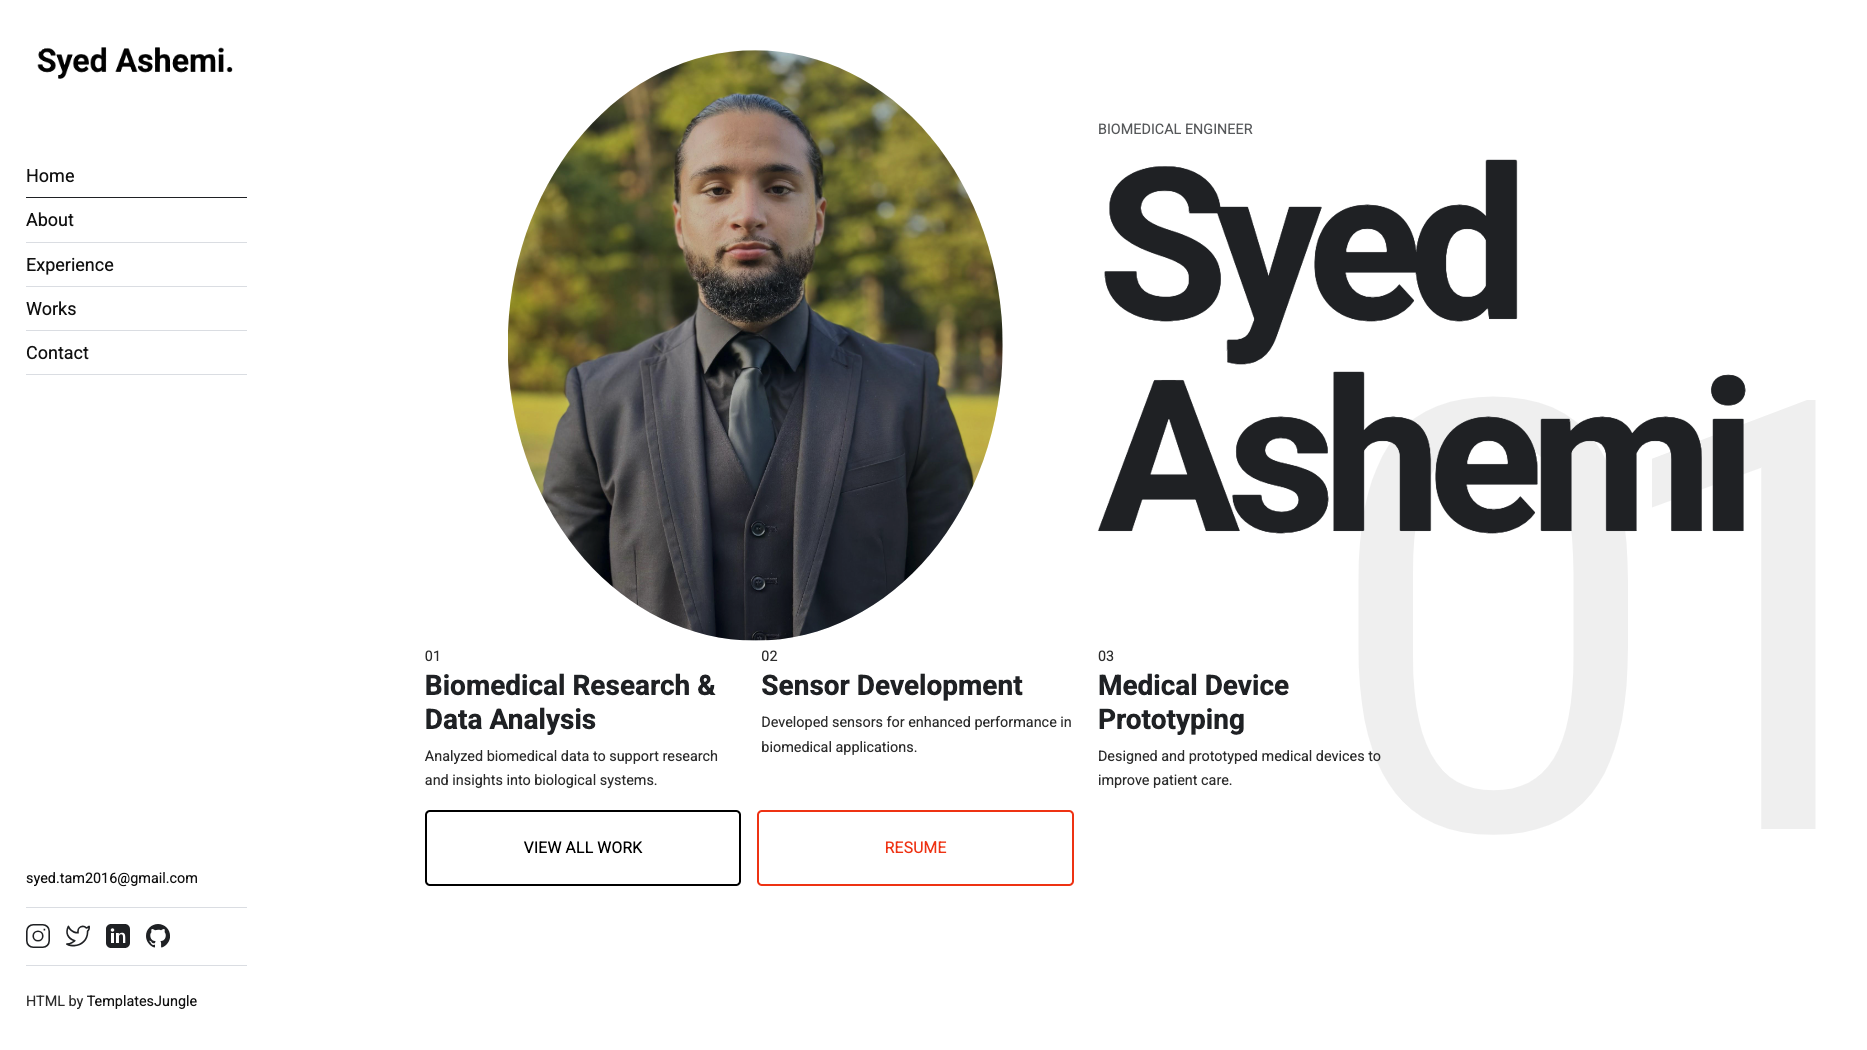 Syed Ashemi.
Home
About
Experience
Works
Contact
syed.tam2016@gmail.com
in
HTML by TemplatesJungle
BIOMEDICAL ENGINEER
Syed
Ashemi
01
01
Biomedical Research &
Data Analysis
Analyzed biomedical data to support research
and insights into biological systems.
02
Sensor Development
Developed sensors for enhanced performance in
biomedical applications.
03
Medical Device
Prototyping
Designed and prototyped medical devices to
improve patient care.
VIEW ALL WORK
RESUME